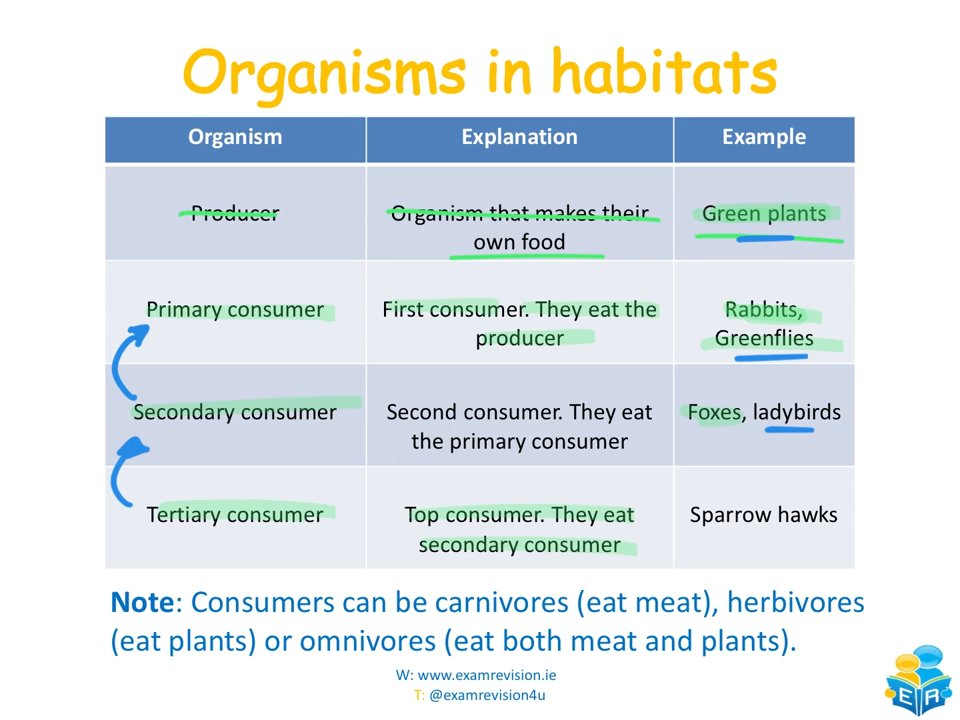 Organisms in habitats
Organism Explanation Example
Producer Organism that makes their Green plants
own food
Primary consumer First consumer. They eat the Rabbits,
producer Greenflies
Secondary consumer Second consumer. They eat Foxes, ladybirds
the primary consumer
Tertiary consumer Top consumer. They eat Sparrow hawks
secondary consumer
Note: Consumers can be carnivores (eat meat), herbivores
(eat plants) or omnivores (eat both meat and plants).
W: www.examrevision.ie
T: @examrevision4u
E R